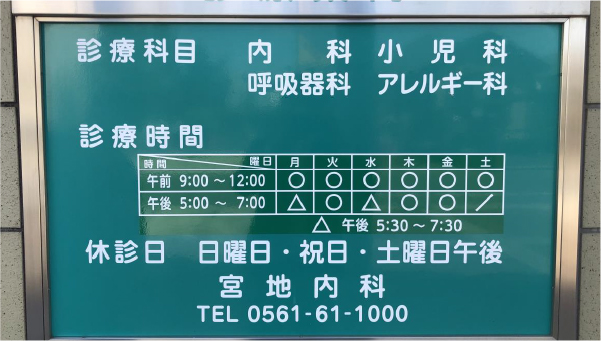 診療科目 内科 小児科
呼吸器科 アレルギー科
診療時間
時間 曜日 月 火 水 木 金 土
午前 9:00～12:00 ○ ○ ○ ○ ○ ○
午後 5:00～7:00 △ ○ △ ○ ○ ／
△ 午後 5:30～7:30
休診日 日曜日・祝日・土曜日午後
宮地内科
TEL 0561-61-1000